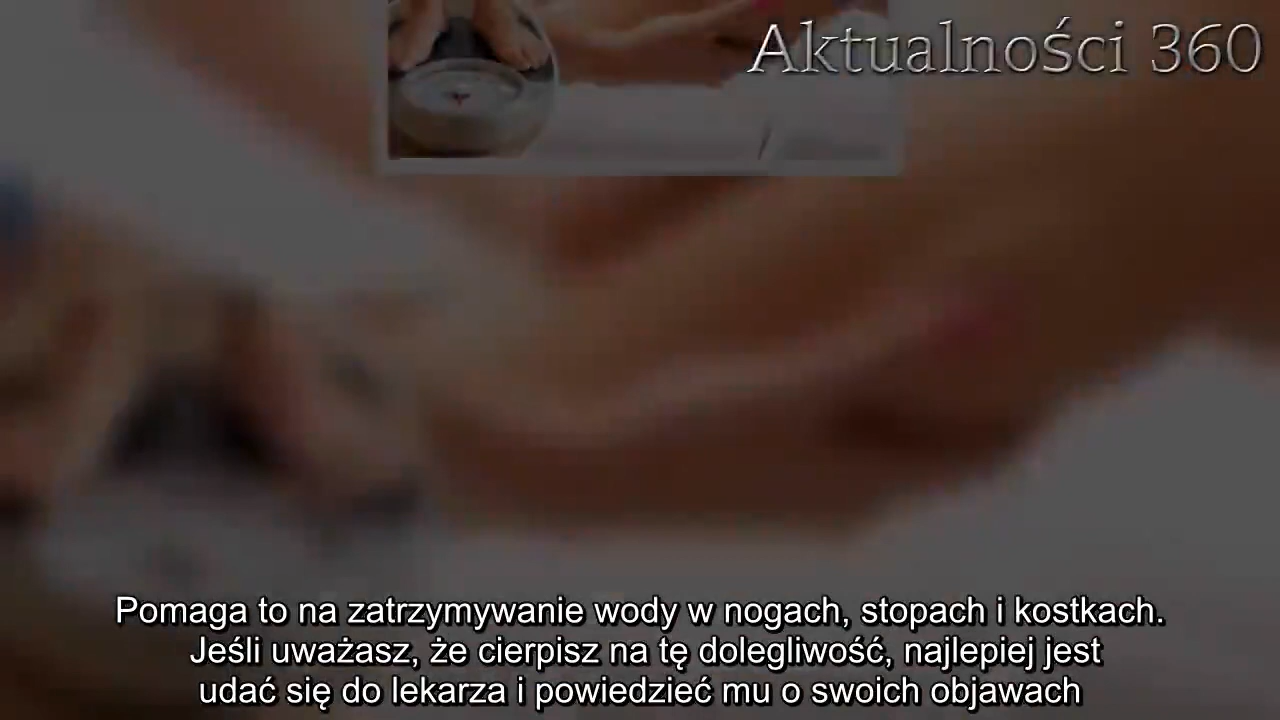 Aktualności 360
Pomaga to na zatrzymywanie wody w nogach, stopach i kostkach.
Jeśli uważasz, że cierpisz na tę dolegliwość, najlepiej jest
udać się do lekarza i powiedzieć mu o swoich objawach